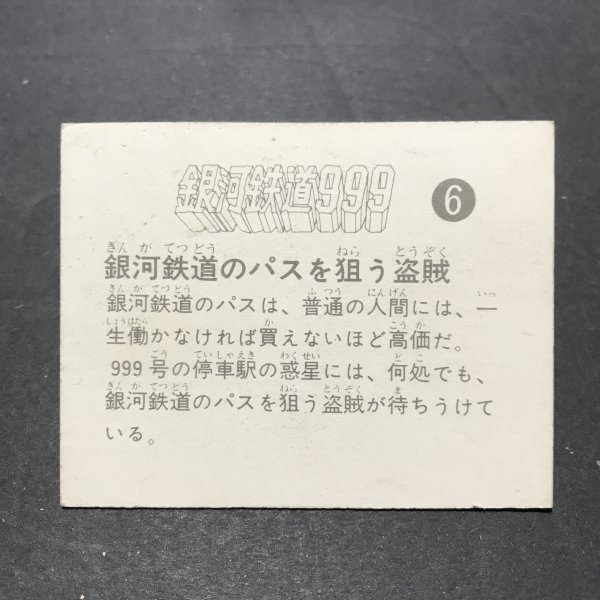 銀河鉄道999
6
銀河鉄道のパスを狙う盗賊
銀河鉄道のパスは、普通の人間には、一
生働かなければ買えないほど高価だ。
999号の停車駅の惑星には、何処でも、
銀河鉄道のパスを狙う盗賊が待ちうけて
いる。